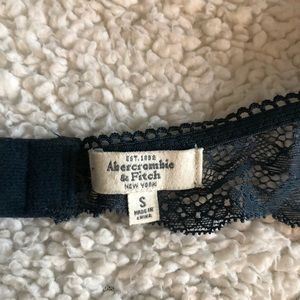 EST. 1892
Abercrombie
& Fitch
NEW YORK
S
MADE IN
CHINA